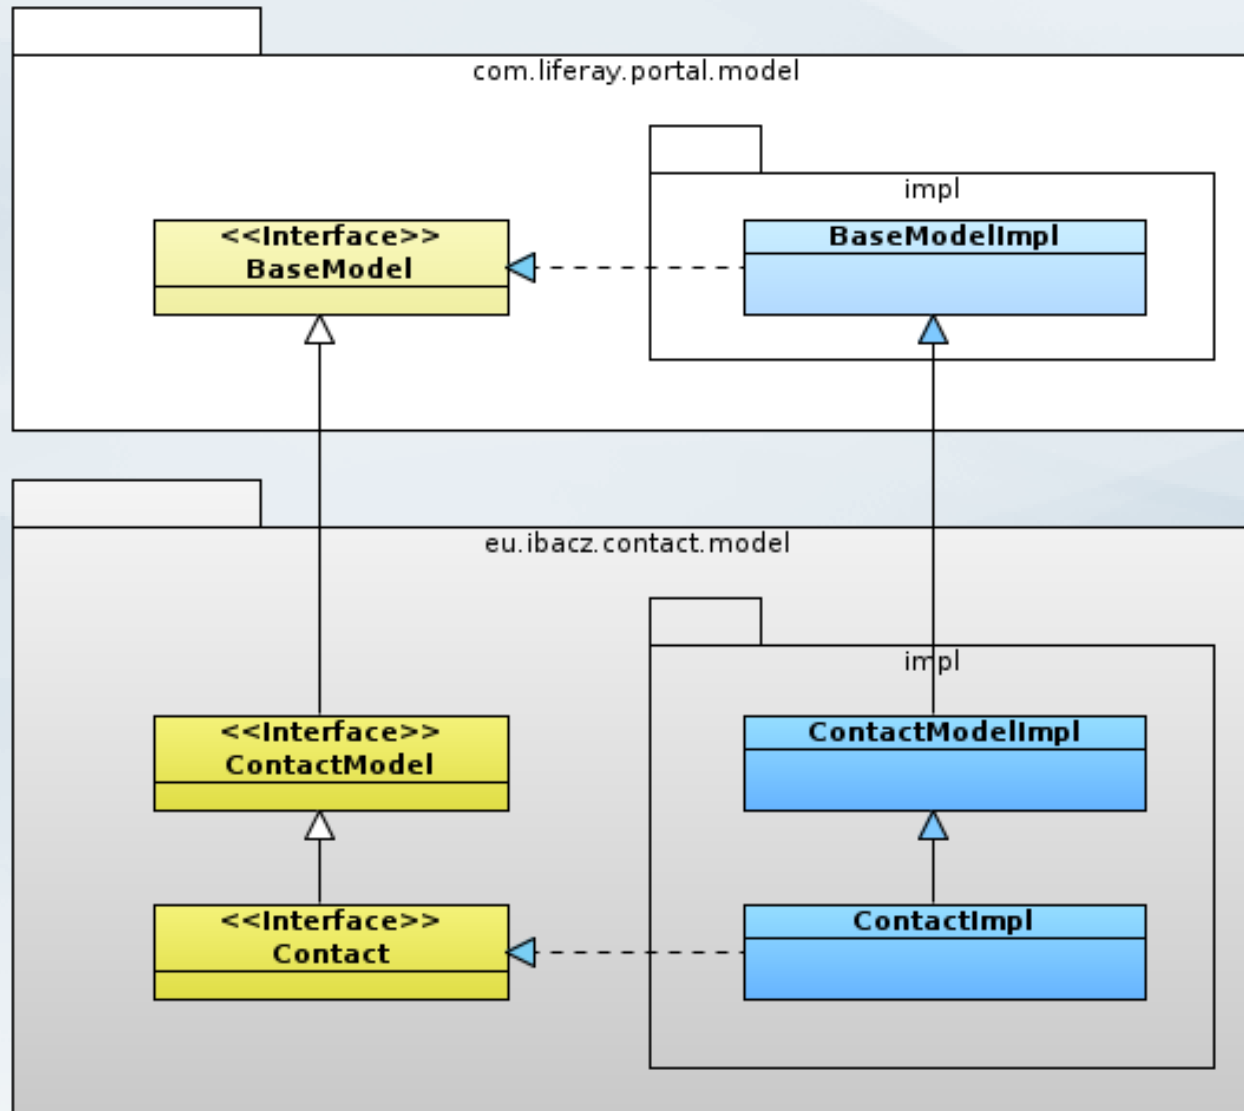 com.liferay.portal.model
impl
<<Interface>>
BaseModel
BaseModelImpl
eu.ibacz.contact.model
impl
<<Interface>>
ContactModel
ContactModelImpl
<<Interface>>
Contact
ContactImpl